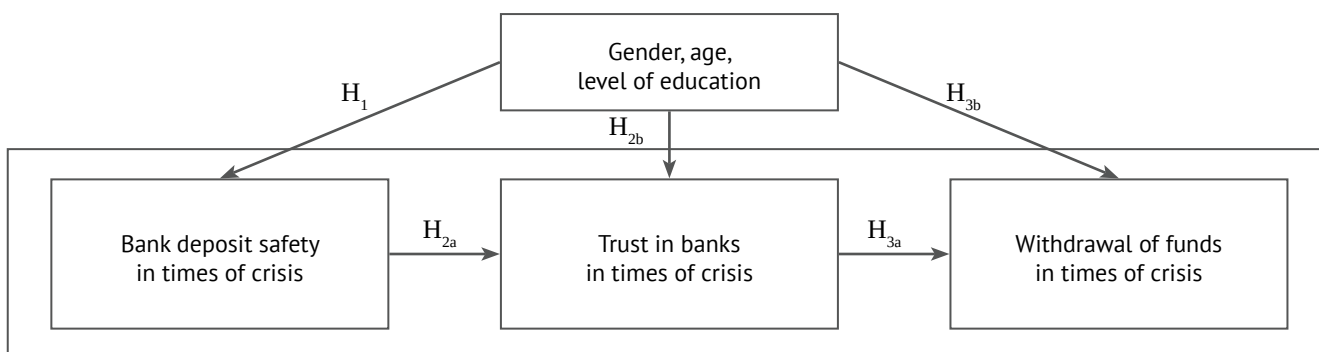 Gender, age,
level of education
H1
H2b
H3b
Bank deposit safety
in times of crisis
H2a
Trust in banks
in times of crisis
H3a
Withdrawal of funds
in times of crisis